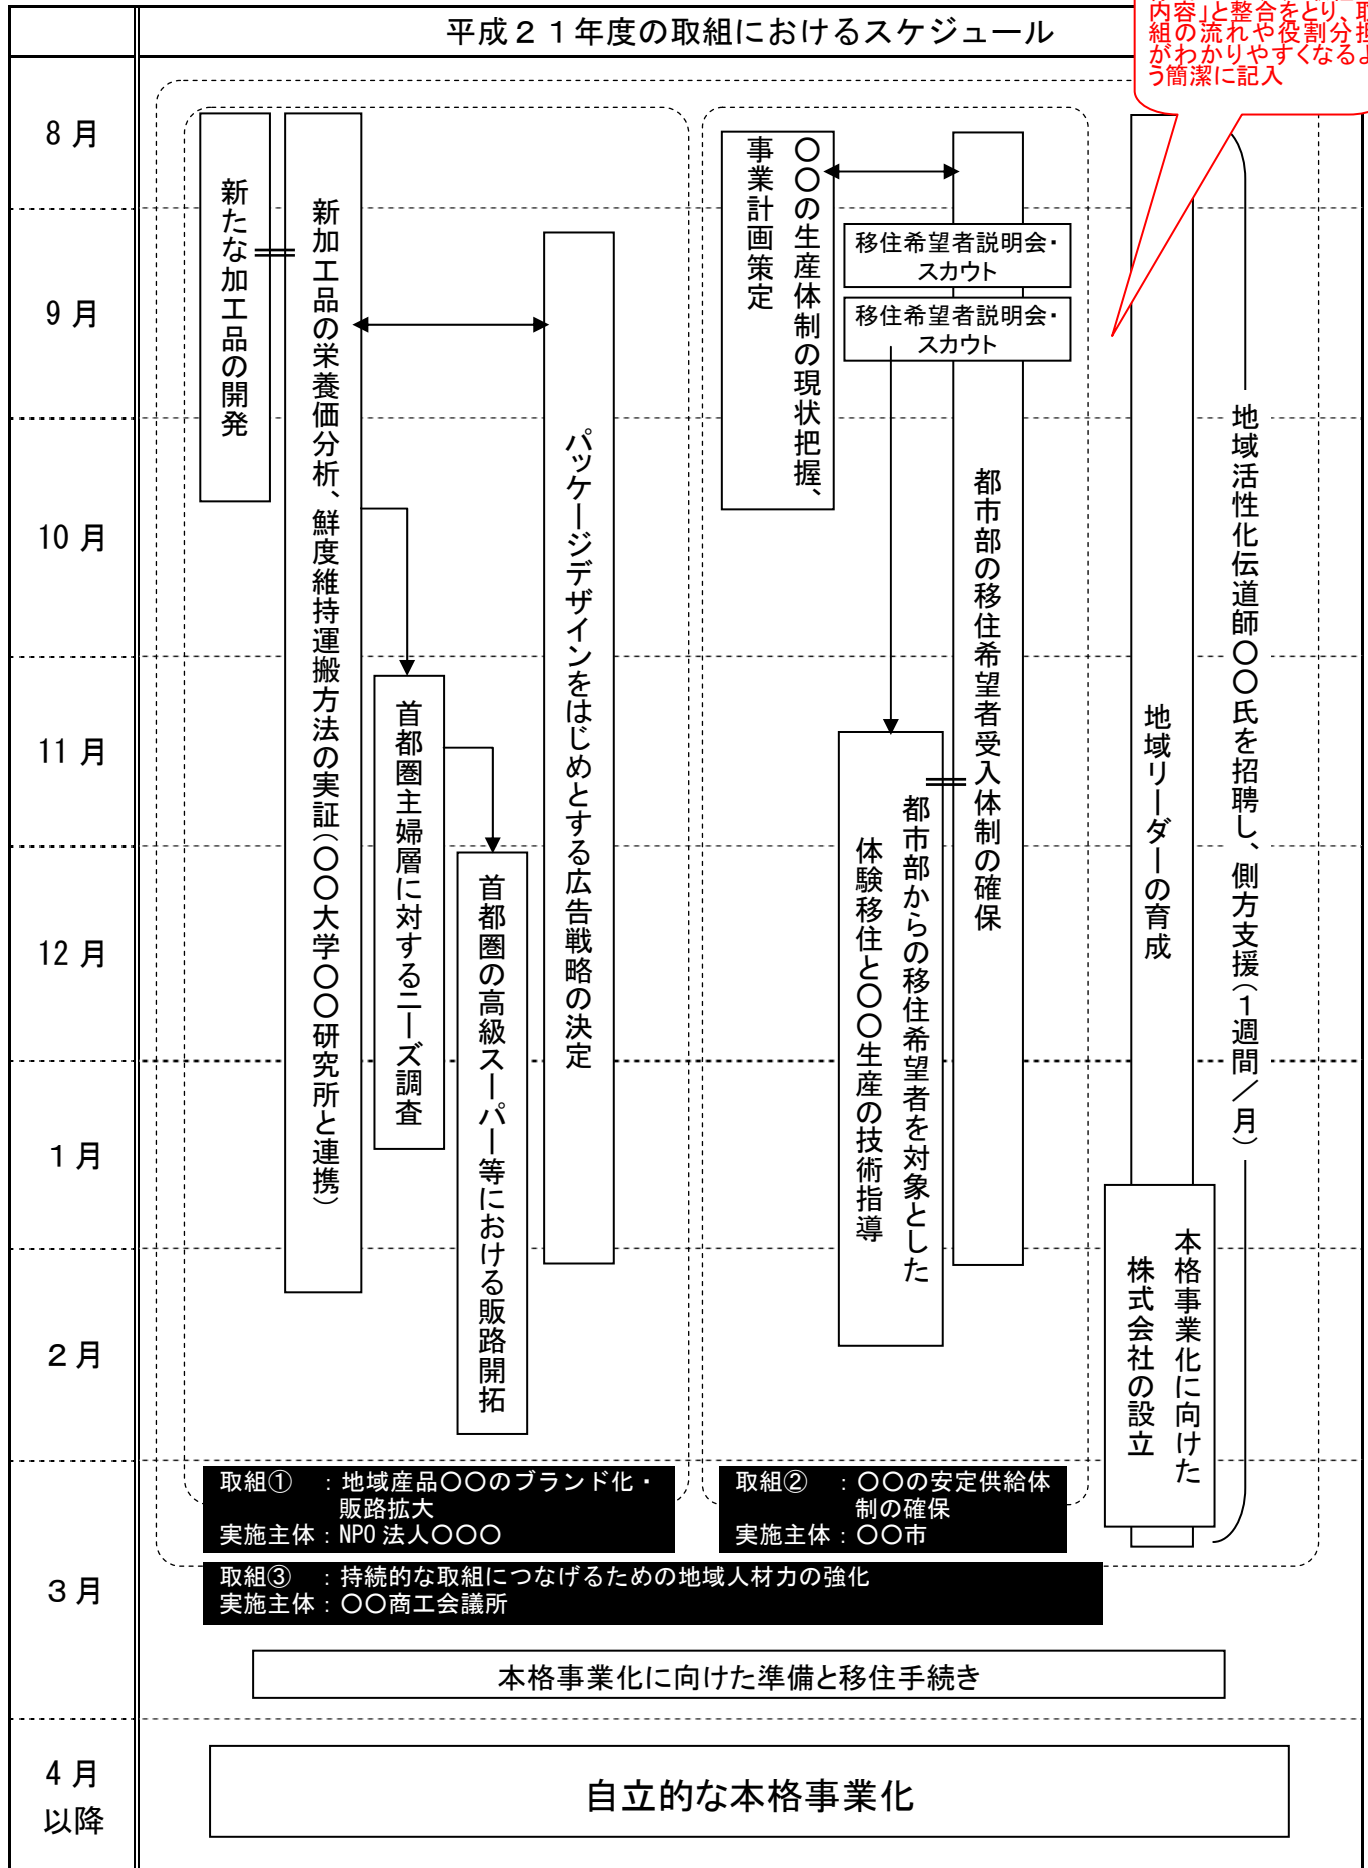 平成２１年度の取組におけるスケジュール
内容」と整合をとり、取
組の流れや役割分担
がわかりやすくなるよ
う簡潔に記入
8 月
9 月
10 月
11 月
12 月
1 月
2 月
3 月
4 月
以降
新たな加工品の開発
新加工品の栄養価分析、鮮度維持運搬方法の実証（〇〇大学〇〇研究所と連携）
首都圏主婦層に対するニーズ調査
首都圏の高級スーパー等における販路開拓
パッケージデザインをはじめとする広告戦略の決定
〇〇の生産体制の現状把握、
事業計画策定
移住希望者説明会・
スカウト
移住希望者説明会・
スカウト
都市部からの移住希望者を対象とした
体験移住と〇〇生産の技術指導
都市部の移住希望者受入体制の確保
地域リーダーの育成
本格事業化に向けた
株式会社の設立
地域活性化伝道師〇〇氏を招聘し、側方支援（１週間／月）
取組① ：地域産品〇〇のブランド化・
販路拡大
実施主体：NPO 法人〇〇〇
取組② ：〇〇の安定供給体
制の確保
実施主体：〇〇市
取組③ ：持続的な取組につなげるための地域人材力の強化
実施主体：〇〇商工会議所
本格事業化に向けた準備と移住手続き
自立的な本格事業化